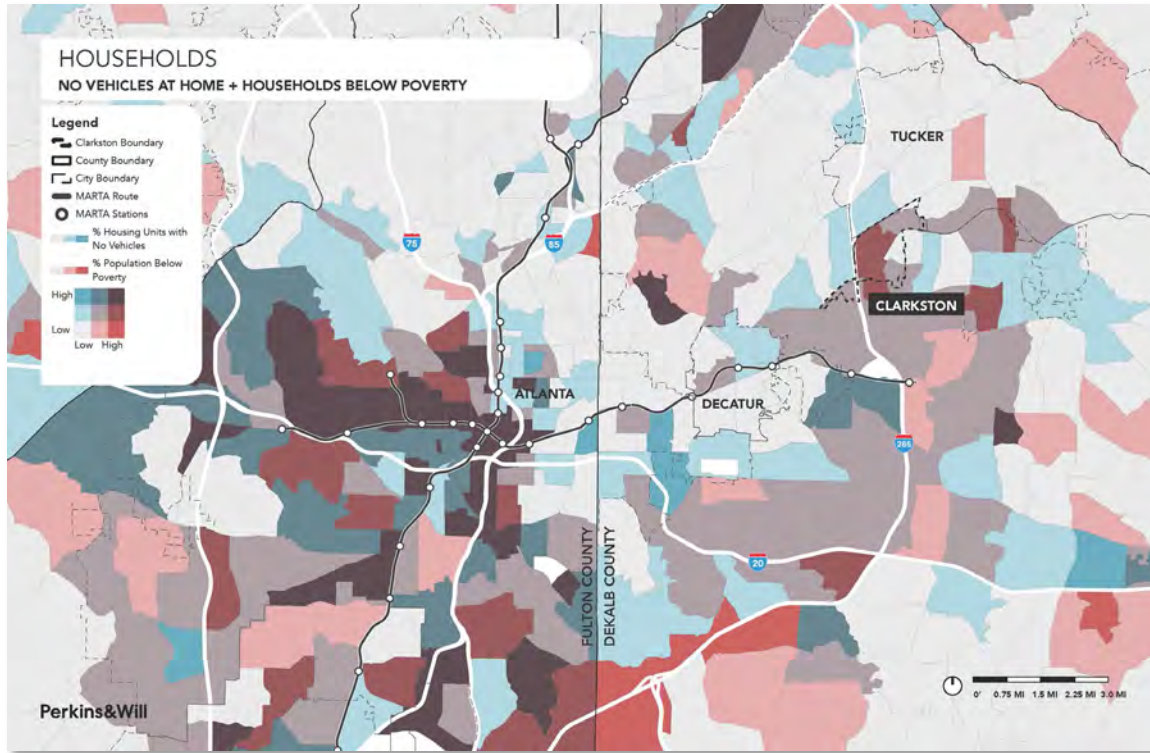 HOUSEHOLDS
NO VEHICLES AT HOME + HOUSEHOLDS BELOW POVERTY
Legend
Clarkston Boundary
County Boundary
City Boundary
MARTA Route
MARTA Stations
% Housing Units with
No Vehicles
% Population Below
Poverty
High
Low
Low High
TUCKER
75
85
CLARKSTON
ATLANTA
DECATUR
285
FULTON COUNTY
DEKALB COUNTY
20
0' 0.75 MI 1.5 MI 2.25 MI 3.0 MI
Perkins&Will